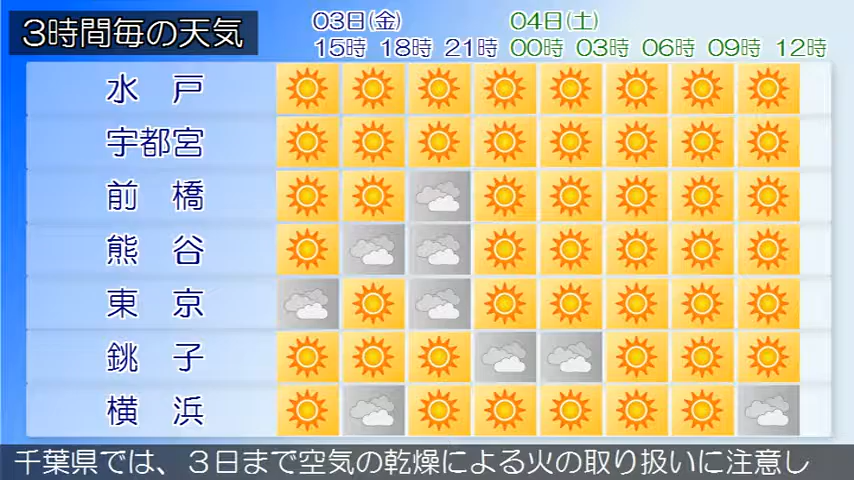 3時間毎の天気
03日(金) 04日(土)
15時 18時 21時 00時 03時 06時 09時 12時
水 戸
宇都宮
前 橋
熊 谷
東 京
銚 子
横 浜
千葉県では、3日まで空気の乾燥による火の取り扱いに注意し